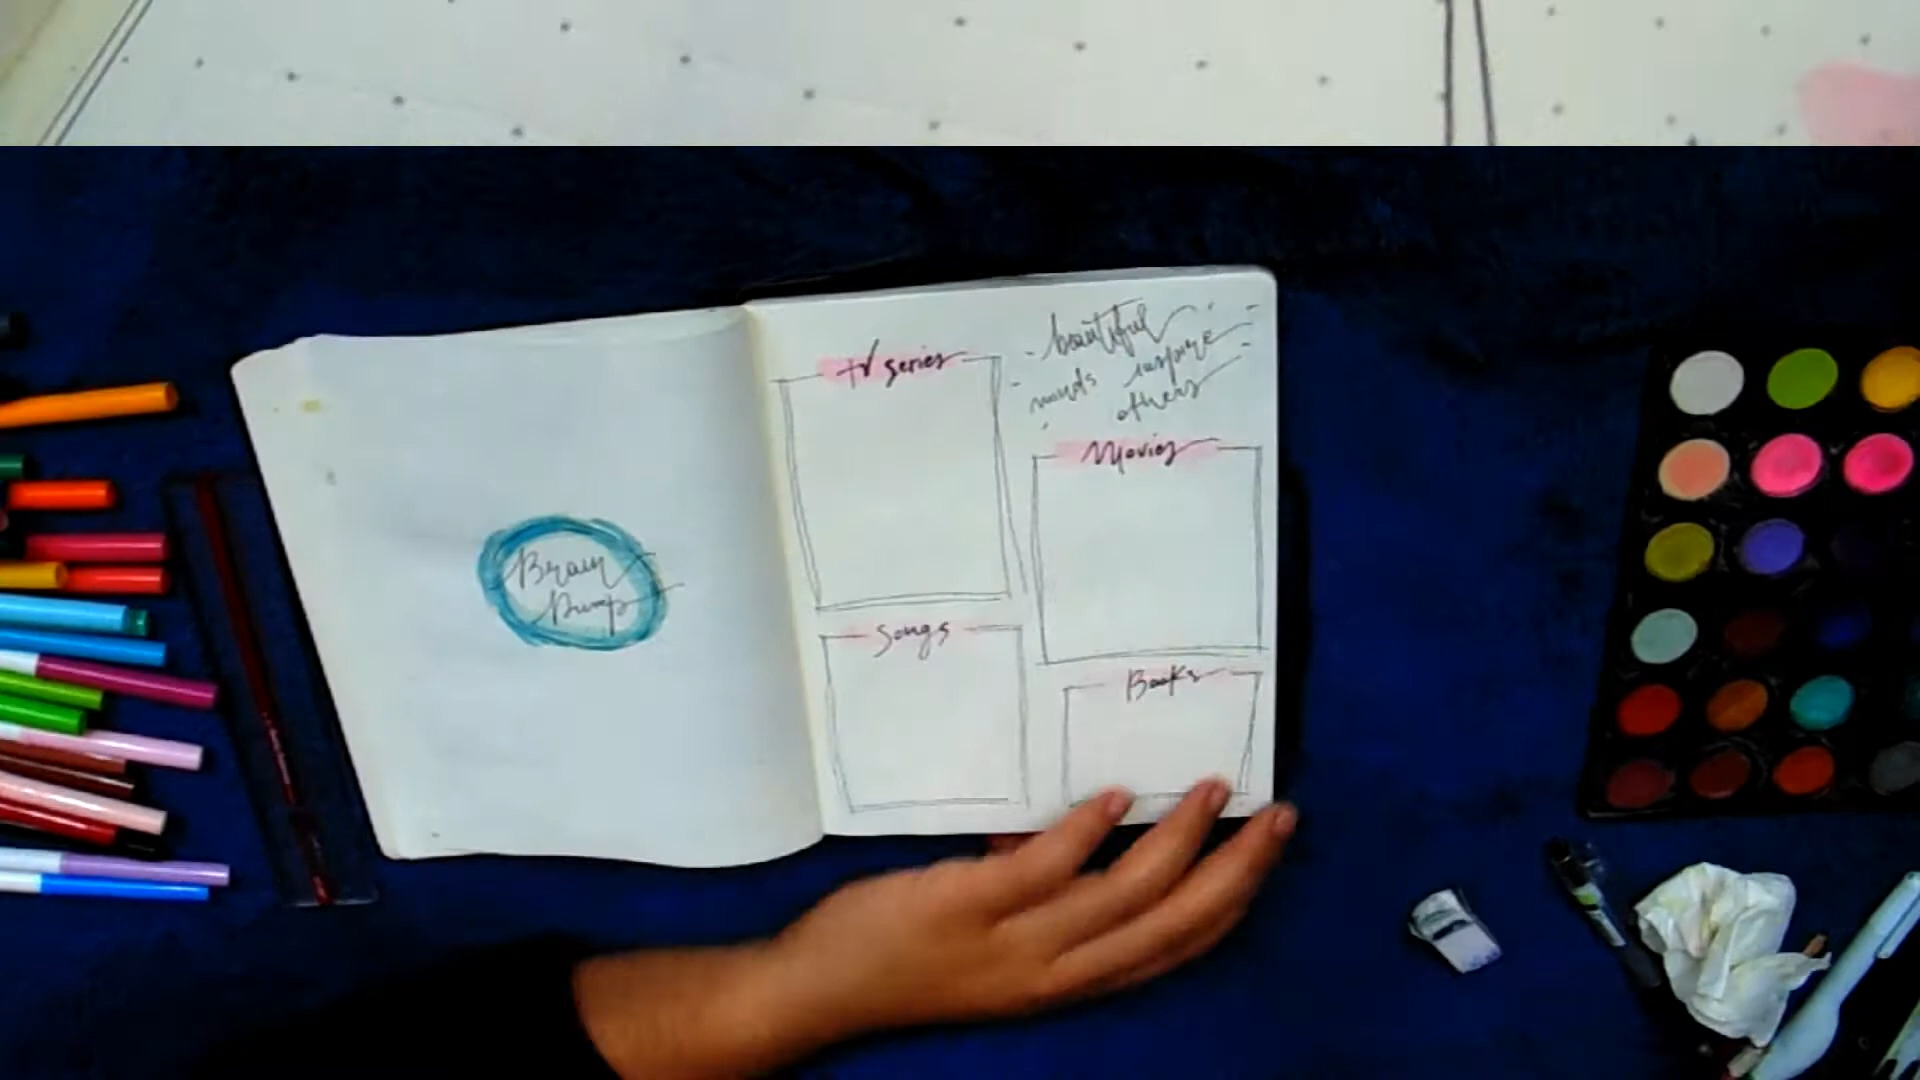 Brain
Dump
tv series
beautiful
minds inspire
others
Movies
Songs
Books